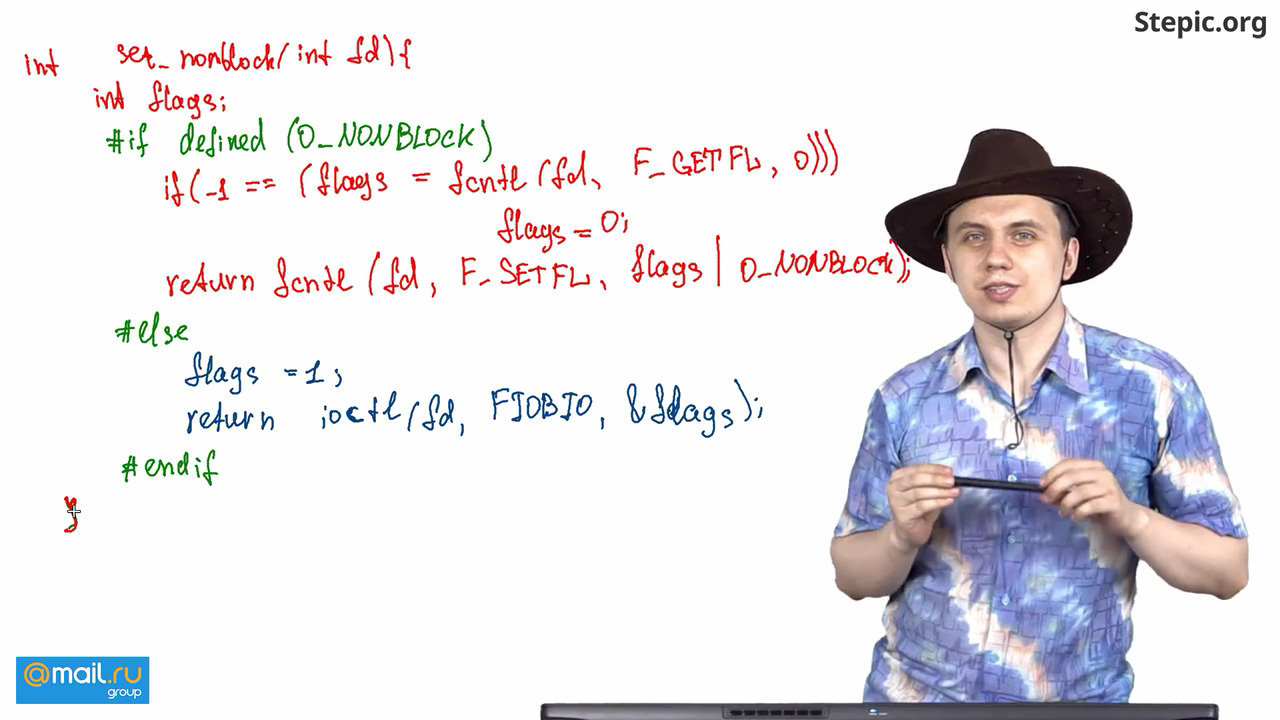 Stepic.org
int set_nonblock(int fd){
int flags;
#if defined (O_NONBLOCK)
if(-1 == (flags = fcntl(fd, F_GETFL, 0)))
flags = 0;
return fcntl(fd, F_SETFL, flags | O_NONBLOCK);
#else
flags = 1;
return ioctl(fd, FIOBIO, &flags);
#endif
}
@mail.ru
group